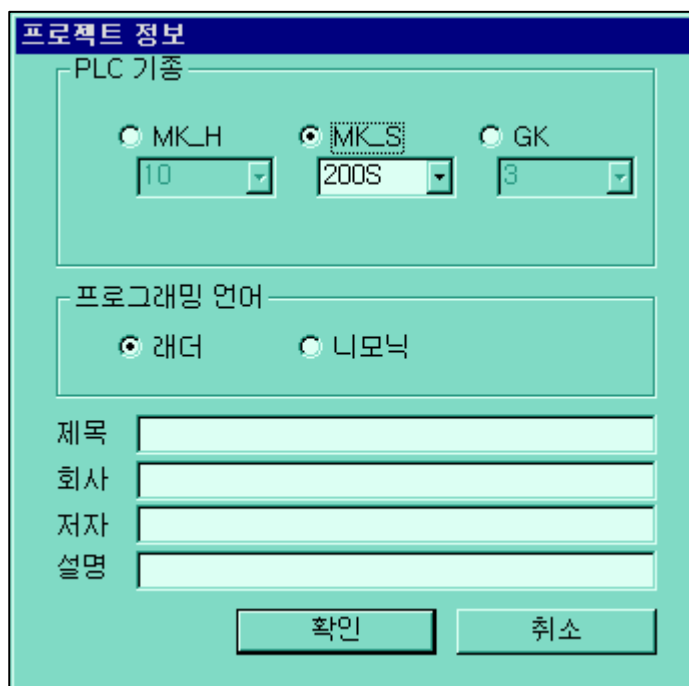 프로젝트 정보
PLC 기종
MK_H MK_S GK
10 200S 3
프로그래밍 언어
래더 니모닉
제목
회사
저자
설명
확인 취소